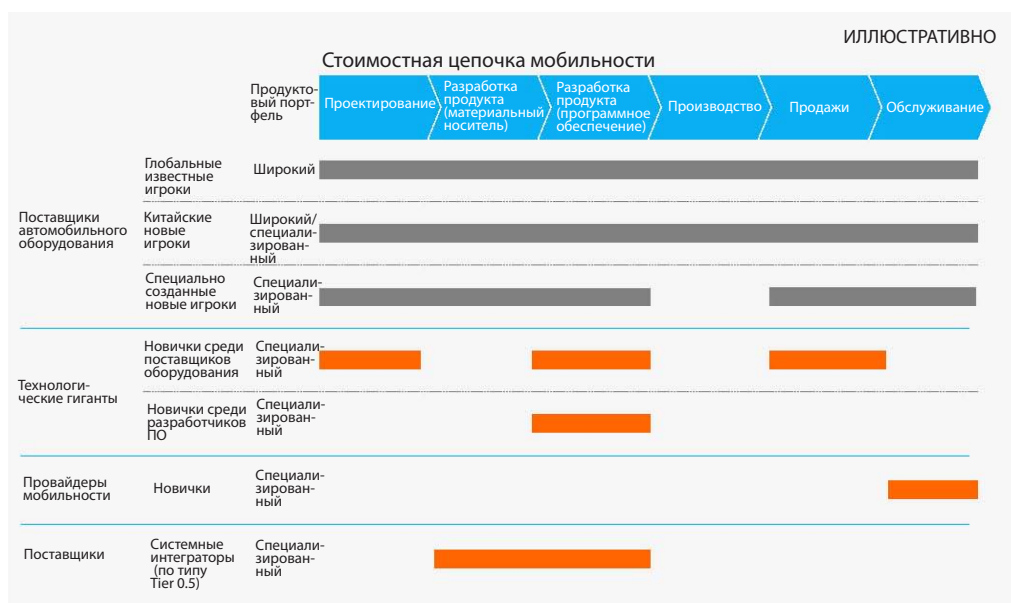 ИЛЛЮСТРАТИВНО
Стоимостная цепочка мобильности
Продукто-
вый порт-
фель
Проектирование
Разработка
продукта
(материальный
носитель)
Разработка
продукта
(программное
обеспечение)
Производство
Продажи
Обслуживание
Поставщики
автомобильного
оборудования
Глобальные
известные
игроки
Широкий
Китайские
новые
игроки
Широкий/
специали-
зирован-
ный
Специально
созданные
новые игроки
Специали-
зирован-
ный
Технологи-
ческие гиганты
Новички среди
поставщиков
оборудования
Специали-
зирован-
ный
Новички среди
разработчиков
ПО
Специали-
зирован-
ный
Провайдеры
мобильности
Новички
Специали-
зирован-
ный
Поставщики
Системные
интеграторы
(по типу
Tier 0.5)
Специали-
зирован-
ный